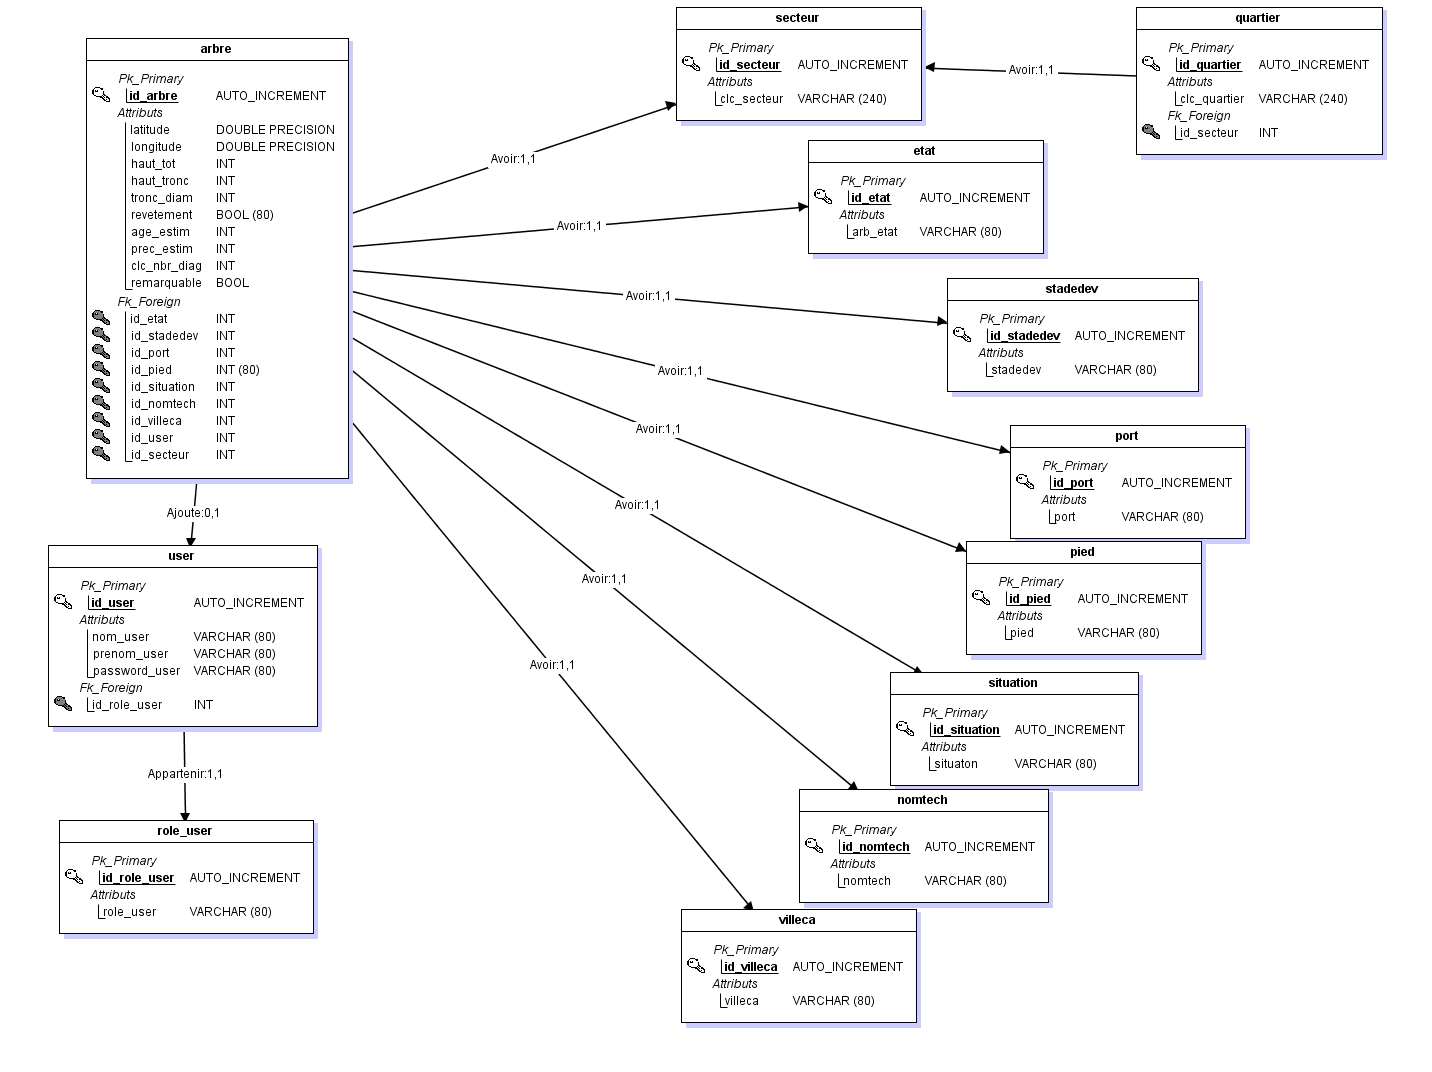 arbre
Pk_Primary
id_arbre AUTO_INCREMENT
Attributs
latitude DOUBLE PRECISION
longitude DOUBLE PRECISION
haut_tot INT
haut_tronc INT
tronc_diam INT
revetement BOOL (80)
age_estim INT
prec_estim INT
clc_nbr_diag INT
remarquable BOOL
Fk_Foreign
id_etat INT
id_stadedev INT
id_port INT
id_pied INT (80)
id_situation INT
id_nomtech INT
id_villeca INT
id_user INT
id_secteur INT
secteur
Pk_Primary
id_secteur AUTO_INCREMENT
Attributs
clc_secteur VARCHAR (240)
Avoir:1,1
quartier
Pk_Primary
id_quartier AUTO_INCREMENT
Attributs
clc_quartier VARCHAR (240)
Fk_Foreign
id_secteur INT
Avoir:1,1
etat
Pk_Primary
id_etat AUTO_INCREMENT
Attributs
arb_etat VARCHAR (80)
Avoir:1,1
stadedev
Pk_Primary
id_stadedev AUTO_INCREMENT
Attributs
stadedev VARCHAR (80)
Avoir:1,1
port
Pk_Primary
id_port AUTO_INCREMENT
Attributs
port VARCHAR (80)
Avoir:1,1
pied
Pk_Primary
id_pied AUTO_INCREMENT
Attributs
pied VARCHAR (80)
Avoir:1,1
situation
Pk_Primary
id_situation AUTO_INCREMENT
Attributs
situaton VARCHAR (80)
Avoir:1,1
nomtech
Pk_Primary
id_nomtech AUTO_INCREMENT
Attributs
nomtech VARCHAR (80)
Avoir:1,1
villeca
Pk_Primary
id_villeca AUTO_INCREMENT
Attributs
villeca VARCHAR (80)
Avoir:1,1
Ajoute:0,1
user
Pk_Primary
id_user AUTO_INCREMENT
Attributs
nom_user VARCHAR (80)
prenom_user VARCHAR (80)
password_user VARCHAR (80)
Fk_Foreign
id_role_user INT
Appartenir:1,1
role_user
Pk_Primary
id_role_user AUTO_INCREMENT
Attributs
role_user VARCHAR (80)